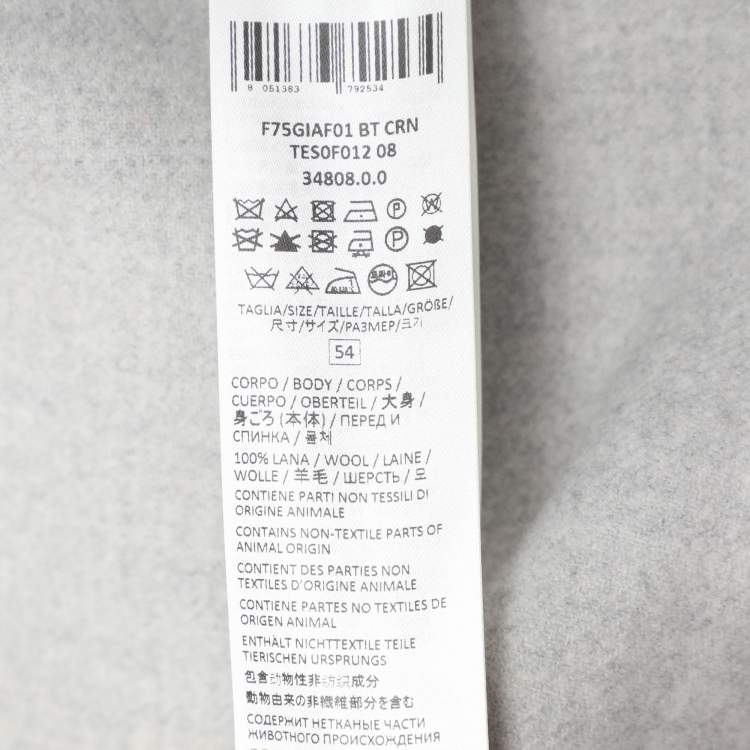 8 051383 792534
F75GIAF01 BT CRN
TES0F012 08
34808.0.0
TAGLIA/SIZE/TAILLE/TALLA/GRÖßE/
尺寸/サイズ/РАЗМЕР/크기
54
CORPO / BODY / CORPS /
CUERPO / OBERTEIL / 大身 /
身ごろ (本体) / ПЕРЕД И
СПИНКА / 몸체
100% LANA / WOOL / LAINE /
WOLLE / 羊毛 / ШЕРСТЬ / 모
CONTIENE PARTI NON TESSILI DI
ORIGINE ANIMALE
CONTAINS NON-TEXTILE PARTS OF
ANIMAL ORIGIN
CONTIENT DES PARTIES NON
TEXTILES D'ORIGINE ANIMALE
CONTIENE PARTES NO TEXTILES DE
ORIGEN ANIMAL
ENTHÄLT NICHTTEXTILE TEILE
TIERISCHEN URSPRUNGS
包含动物性非纺织成分
動物由来の非繊維部分を含む
СОДЕРЖИТ НЕТКАНЫЕ ЧАСТИ
ЖИВОТНОГО ПРОИСХОЖДЕНИЯ